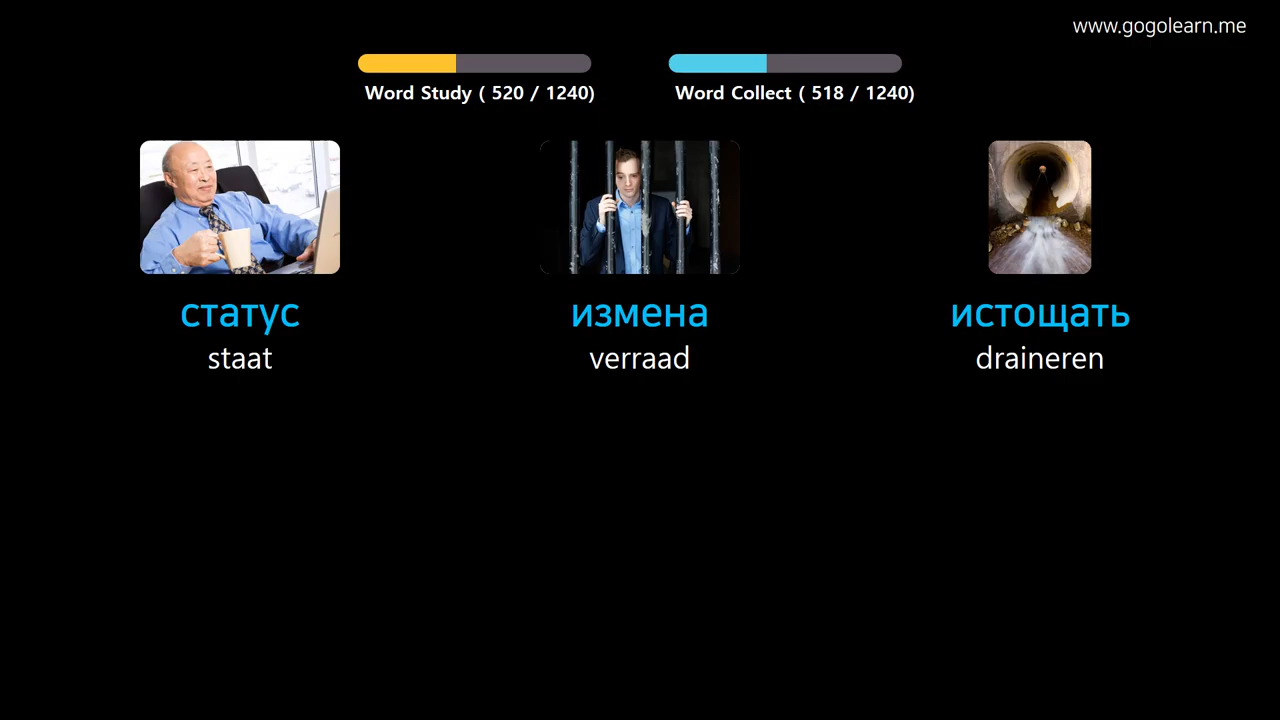 www.gogolearn.me
Word Study ( 520 / 1240)
Word Collect ( 518 / 1240)
статус
staat
измена
verraad
истощать
draineren